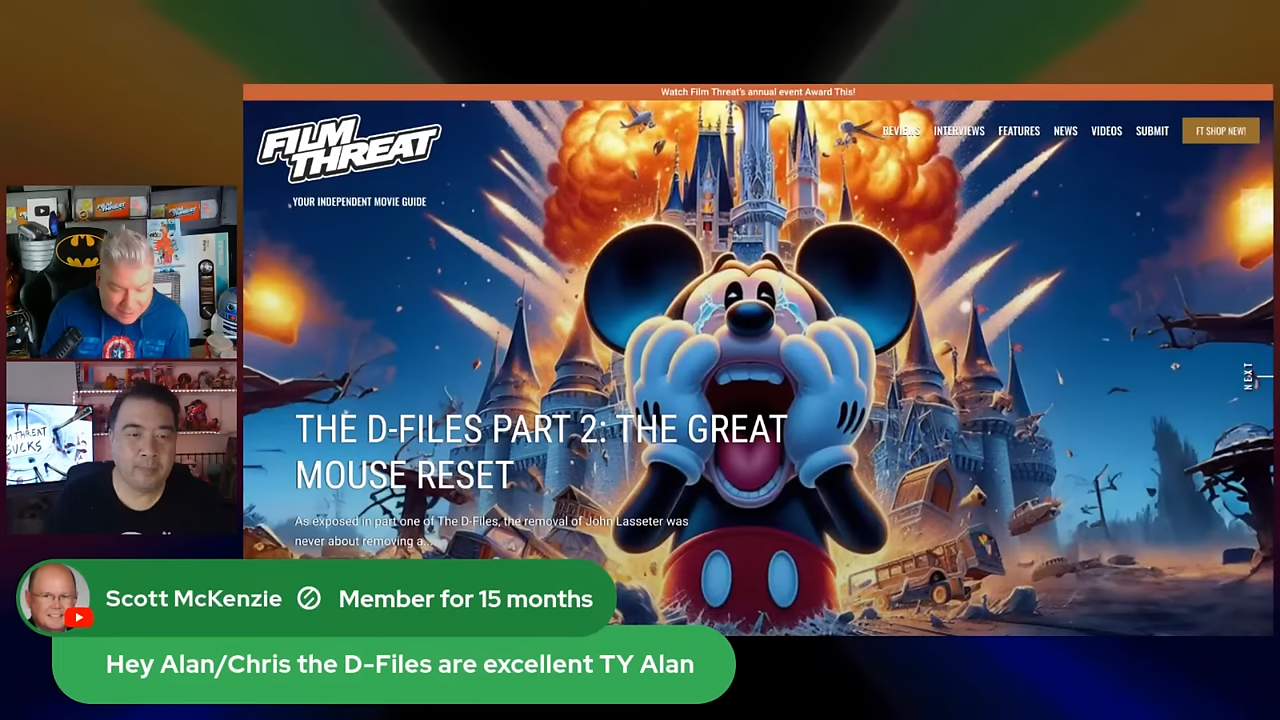 Watch Film Threat's annual event Award This!
FILM
THREAT
YOUR INDEPENDENT MOVIE GUIDE
REVIEWS INTERVIEWS FEATURES NEWS VIDEOS SUBMIT FT SHOP NEW!
NEXT
THE D-FILES PART 2: THE GREAT
MOUSE RESET
As exposed in part one of The D-Files, the removal of John Lasseter was
never about removing a...
THREAT
SUCKS
Scott McKenzie Member for 15 months
Hey Alan/Chris the D-Files are excellent TY Alan